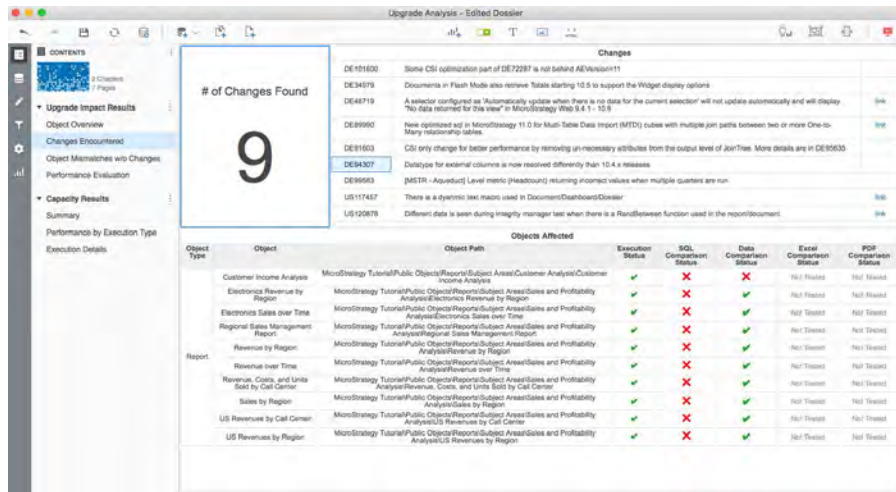 Upgrade Analysis - Edited Dossier
CONTENTS
2 Chapters
7 Pages
Upgrade Impact Results
Object Overview
Changes Encountered
Object Mismatches w/o Changes
Performance Evaluation
Capacity Results
Summary
Performance by Execution Type
Execution Details
# of Changes Found
9
Changes
DE101600 Some CSI optimization part of DE72287 is not behind AEVersion=11
DE34979 Documents in Flash Mode also retrieve Totals starting 10.5 to support the Widget display options
DE48719 A selector configured as 'Automatically update when there is no data for the current selection' will not update automatically and will display link
"No data returned for this view" in MicroStrategy Web 9.4.1 - 10.8
DE89990 New optimized sql in MicroStrategy 11.0 for Multi-Table Data Import (MTDI) cubes with multiple join paths between two or more One-to- link
Many relationship tables.
DE91603 CSI only change for better performance by removing un-necessary attributes from the output level of JoinTree. More details are in DE95635
DE94307 Datatype for external columns is now resolved differently than 10.4.x releases
DE99563 [MSTR - Aqueduct] Level metric (Headcount) returning incorrect values when multiple quarters are run
US117457 There is a dyanmic text macro used in Document/Dashboard/Dossier link
US120878 Different data is seen during integrity manager test when there is a RandBetween function used in the report/document. link
Objects Affected
Object Type Object Object Path Execution Status SQL Comparison Status Data Comparison Status Excel Comparison Status PDF Comparison Status
Report
Customer Income Analysis MicroStrategy Tutorial\Public Objects\Reports\Subject Areas\Customer Analysis\Customer Income Analysis Not Tested Not Tested
Electronics Revenue by Region MicroStrategy Tutorial\Public Objects\Reports\Subject Areas\Sales and Profitability Analysis\Electronics Revenue by Region Not Tested Not Tested
Electronics Sales over Time MicroStrategy Tutorial\Public Objects\Reports\Subject Areas\Sales and Profitability Analysis\Electronics Sales over Time Not Tested Not Tested
Regional Sales Management Report MicroStrategy Tutorial\Public Objects\Reports\Subject Areas\Sales and Profitability Analysis\Regional Sales Management Report Not Tested Not Tested
Revenue by Region MicroStrategy Tutorial\Public Objects\Reports\Subject Areas\Sales and Profitability Analysis\Revenue by Region Not Tested Not Tested
Revenue over Time MicroStrategy Tutorial\Public Objects\Reports\Subject Areas\Sales and Profitability Analysis\Revenue over Time Not Tested Not Tested
Revenue, Costs, and Units Sold by Call Center MicroStrategy Tutorial\Public Objects\Reports\Subject Areas\Sales and Profitability Analysis\Revenue, Costs, and Units Sold by Call Center Not Tested Not Tested
Sales by Region MicroStrategy Tutorial\Public Objects\Reports\Subject Areas\Sales and Profitability Analysis\Sales by Region Not Tested Not Tested
US Revenues by Call Center MicroStrategy Tutorial\Public Objects\Reports\Subject Areas\Sales and Profitability Analysis\US Revenues by Call Center Not Tested Not Tested
US Revenues by Region MicroStrategy Tutorial\Public Objects\Reports\Subject Areas\Sales and Profitability Analysis\US Revenues by Region Not Tested Not Tested